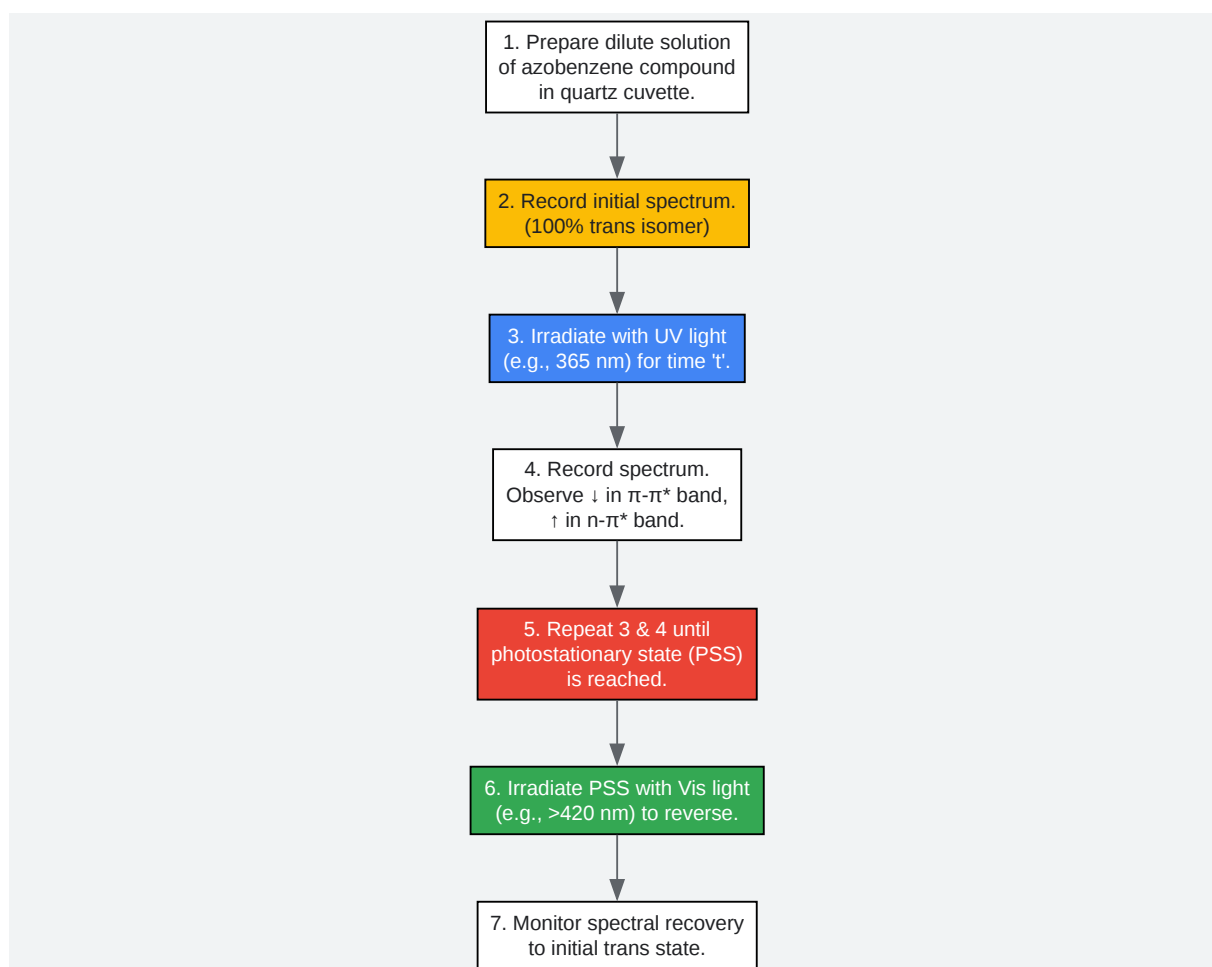 1. Prepare dilute solution
of azobenzene compound
in quartz cuvette.
2. Record initial spectrum.
(100% trans isomer)
3. Irradiate with UV light
(e.g., 365 nm) for time 't'.
4. Record spectrum.
Observe ↓ in π-π* band,
↑ in n-π* band.
5. Repeat 3 & 4 until
photostationary state (PSS)
is reached.
6. Irradiate PSS with Vis light
(e.g., >420 nm) to reverse.
7. Monitor spectral recovery
to initial trans state.